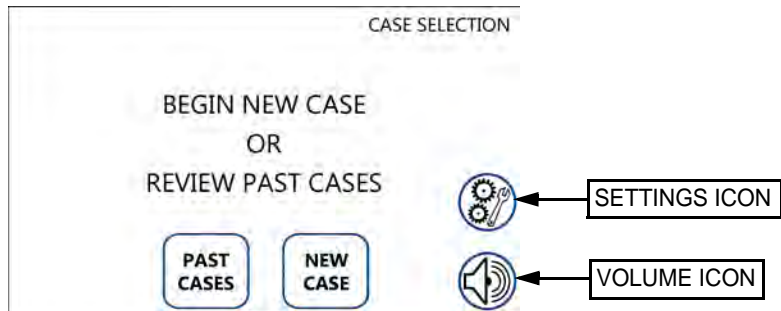 CASE SELECTION
BEGIN NEW CASE
OR
REVIEW PAST CASES
SETTINGS ICON
PAST
CASES
NEW
CASE
VOLUME ICON